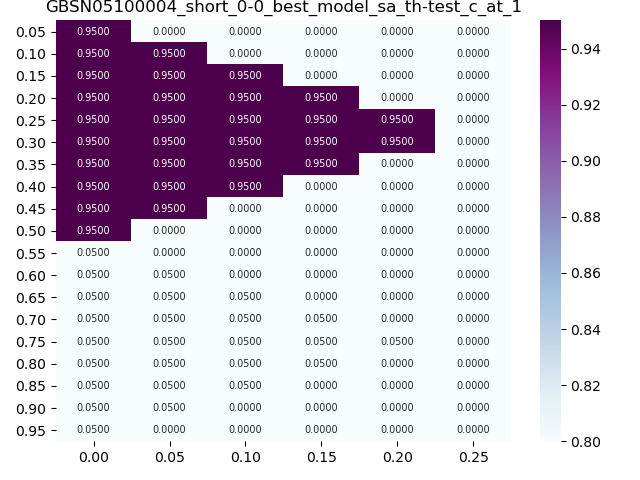 GBSN05100004_short_0-0_best_model_sa_th-test_c_at_1
0.05 0.9500 0.0000 0.0000 0.0000 0.0000 0.0000
0.10 0.9500 0.9500 0.0000 0.0000 0.0000 0.0000
0.15 0.9500 0.9500 0.9500 0.0000 0.0000 0.0000
0.20 0.9500 0.9500 0.9500 0.9500 0.0000 0.0000
0.25 0.9500 0.9500 0.9500 0.9500 0.9500 0.0000
0.30 0.9500 0.9500 0.9500 0.9500 0.9500 0.0000
0.35 0.9500 0.9500 0.9500 0.9500 0.0000 0.0000
0.40 0.9500 0.9500 0.9500 0.0000 0.0000 0.0000
0.45 0.9500 0.9500 0.0000 0.0000 0.0000 0.0000
0.50 0.9500 0.0000 0.0000 0.0000 0.0000 0.0000
0.55 0.0500 0.0000 0.0000 0.0000 0.0000 0.0000
0.60 0.0500 0.0500 0.0000 0.0000 0.0000 0.0000
0.65 0.0500 0.0500 0.0500 0.0000 0.0000 0.0000
0.70 0.0500 0.0500 0.0500 0.0500 0.0000 0.0000
0.75 0.0500 0.0500 0.0500 0.0500 0.0500 0.0000
0.80 0.0500 0.0500 0.0500 0.0500 0.0000 0.0000
0.85 0.0500 0.0500 0.0500 0.0000 0.0000 0.0000
0.90 0.0500 0.0000 0.0000 0.0000 0.0000 0.0000
0.95 0.0500 0.0000 0.0000 0.0000 0.0000 0.0000
0.00 0.05 0.10 0.15 0.20 0.25
0.94
0.92
0.90
0.88
0.86
0.84
0.82
0.80